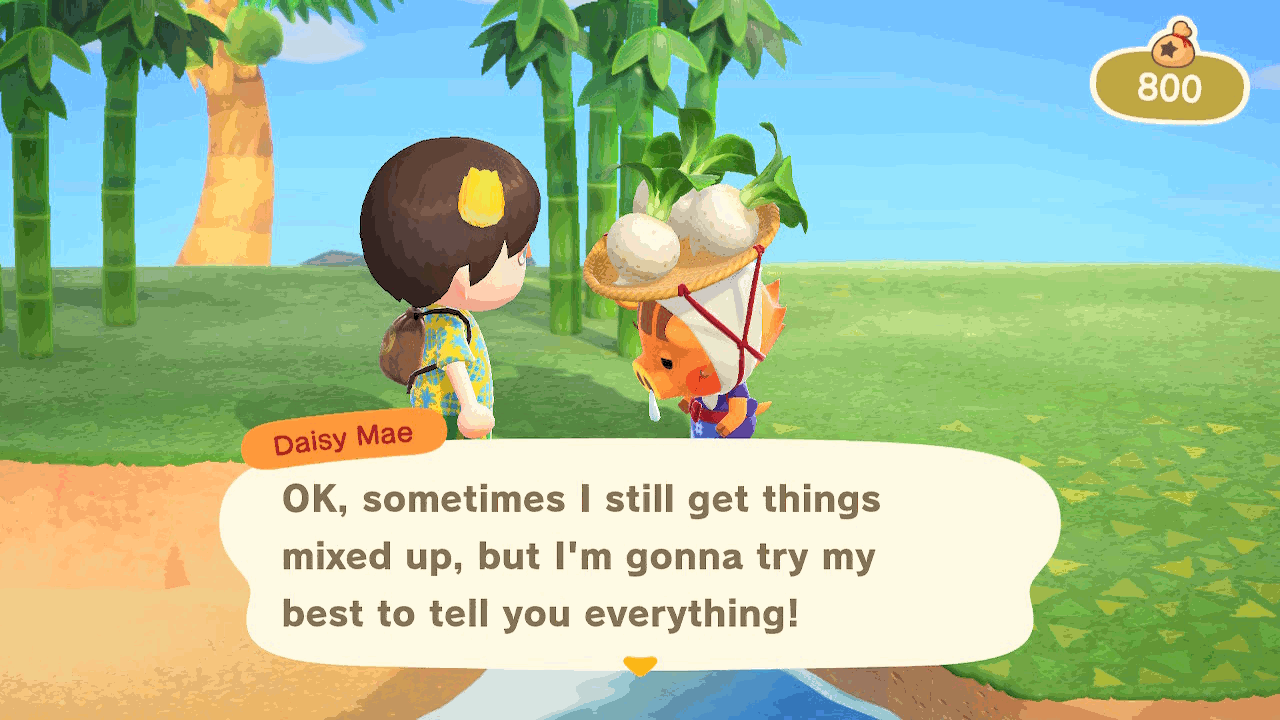 800
Daisy Mae
OK, sometimes I still get things
mixed up, but I'm gonna try my
best to tell you everything!